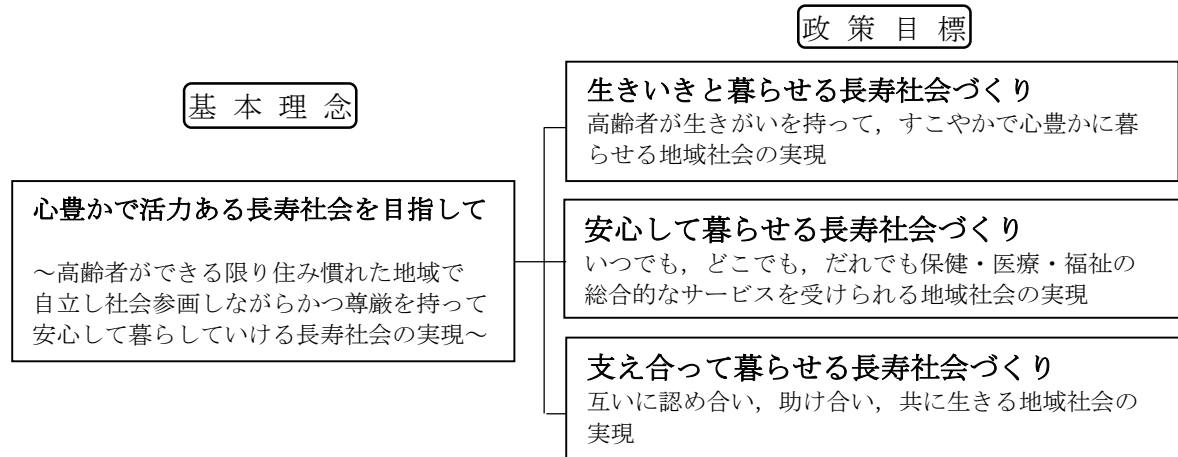 基本理念
心豊かで活力ある長寿社会を目指して
～高齢者ができる限り住み慣れた地域で
自立し社会参画しながらかつ尊厳を持って
安心して暮らしていける長寿社会の実現～
政策目標
生きいきと暮らせる長寿社会づくり
高齢者が生きがいを持って，すこやかで心豊かに暮
らせる地域社会の実現
安心して暮らせる長寿社会づくり
いつでも，どこでも，だれでも保健・医療・福祉の
総合的なサービスを受けられる地域社会の実現
支え合って暮らせる長寿社会づくり
互いに認め合い，助け合い，共に生きる地域社会の
実現